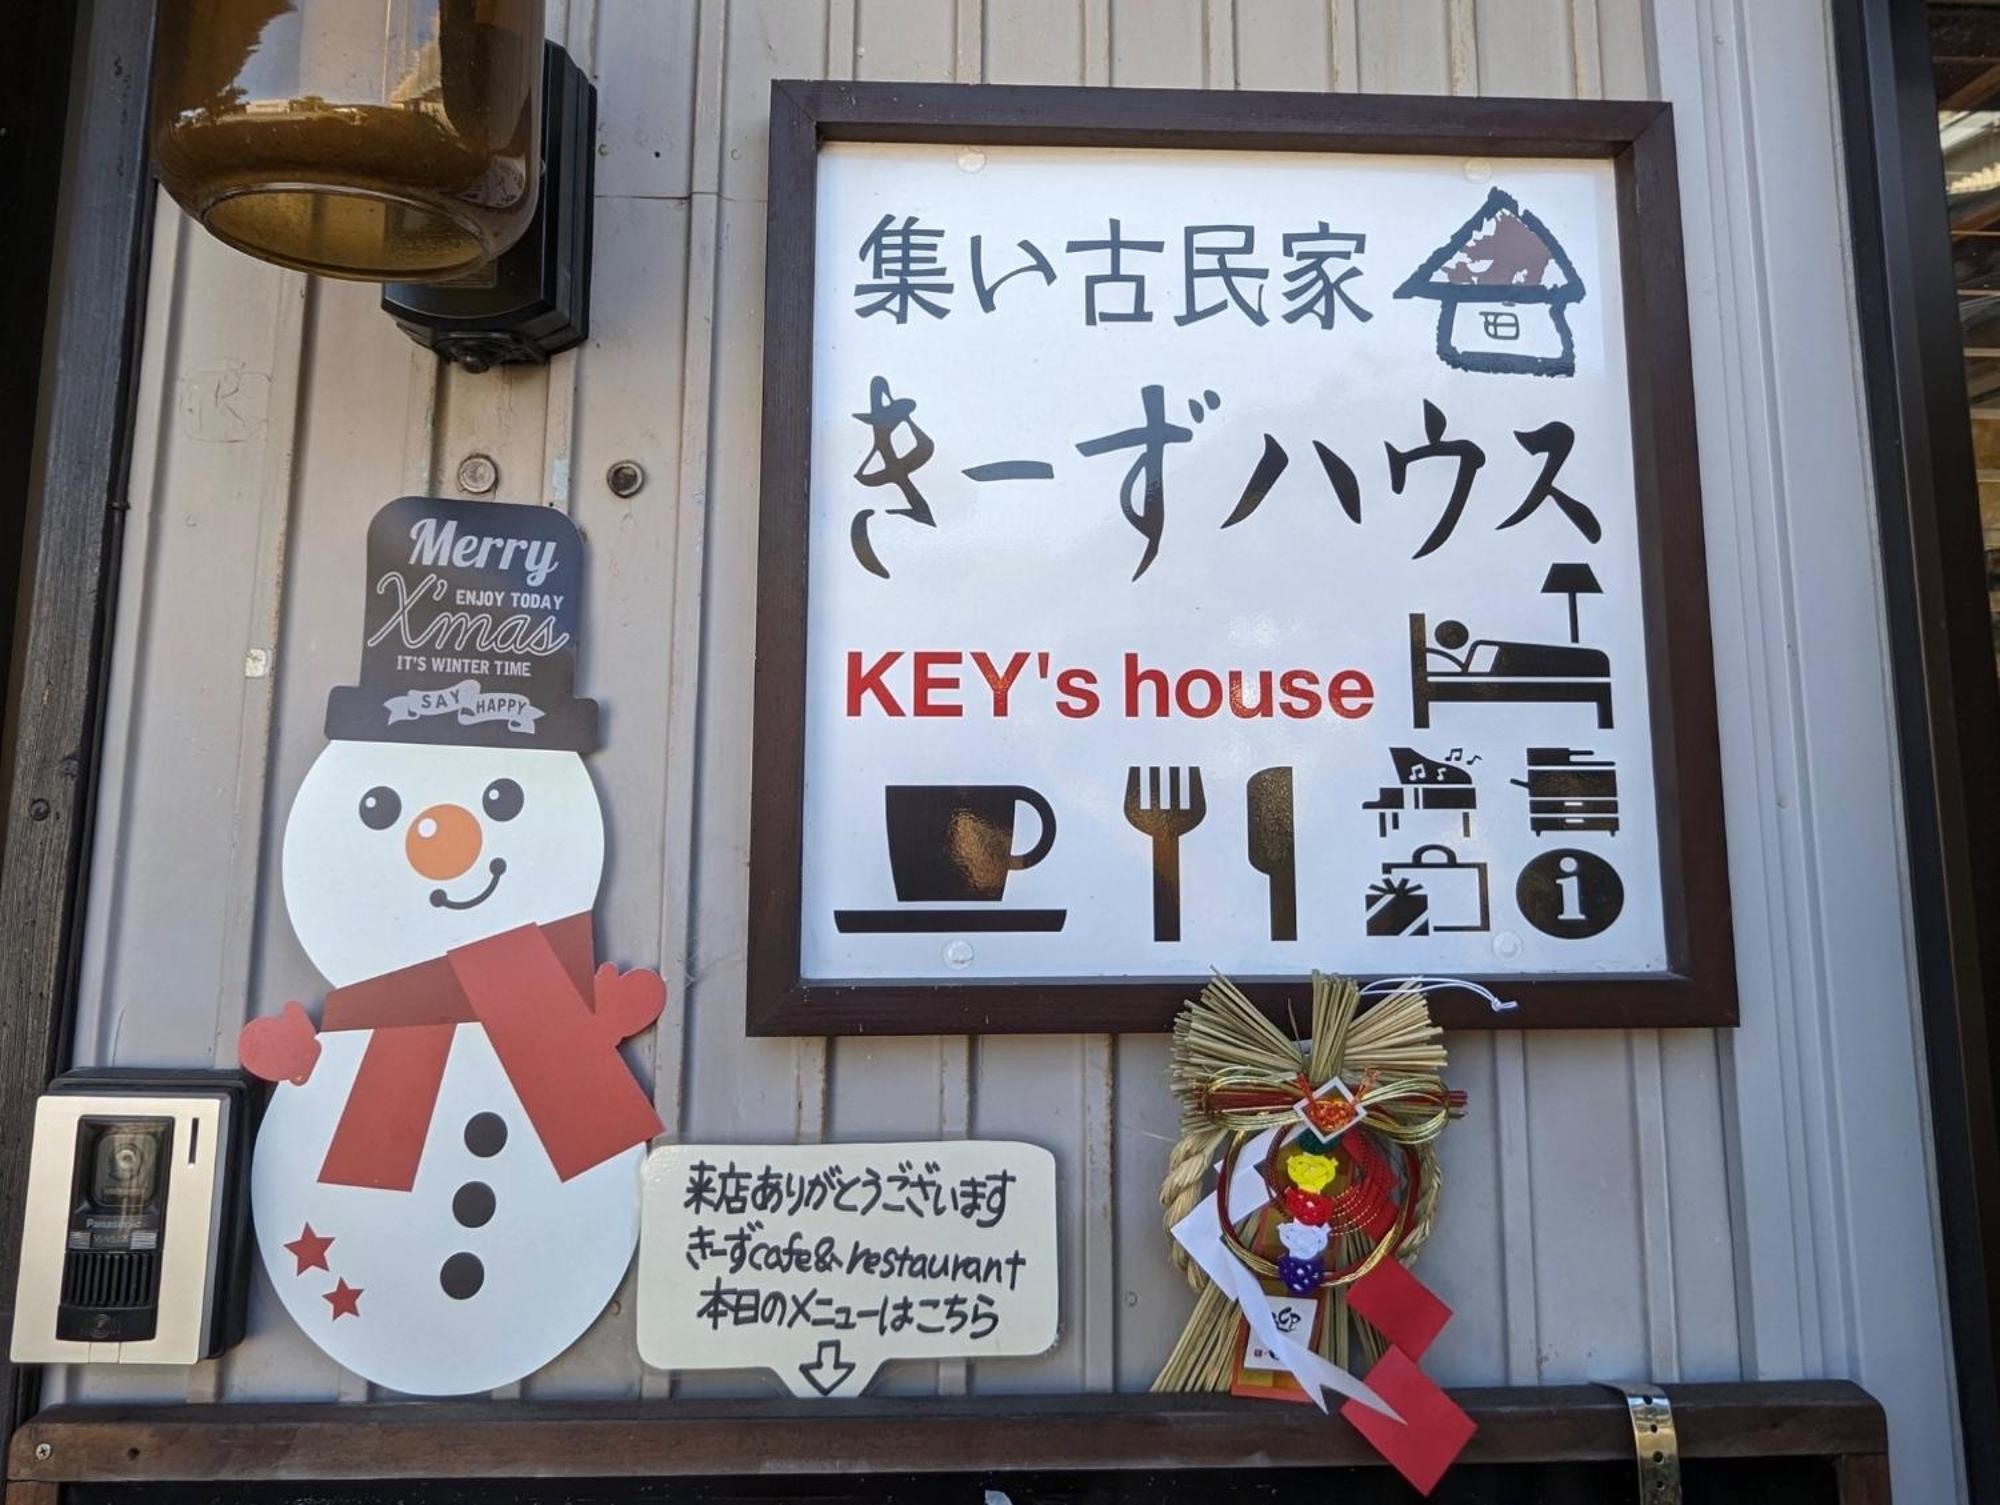 集い古民家
きーずハウス
KEY's house
i
Merry
X'mas
ENJOY TODAY
IT'S WINTER TIME
SAY HAPPY
来店ありがとうございます
きーずcafe&restaurant
本日のメニューはこちら
Panasonic